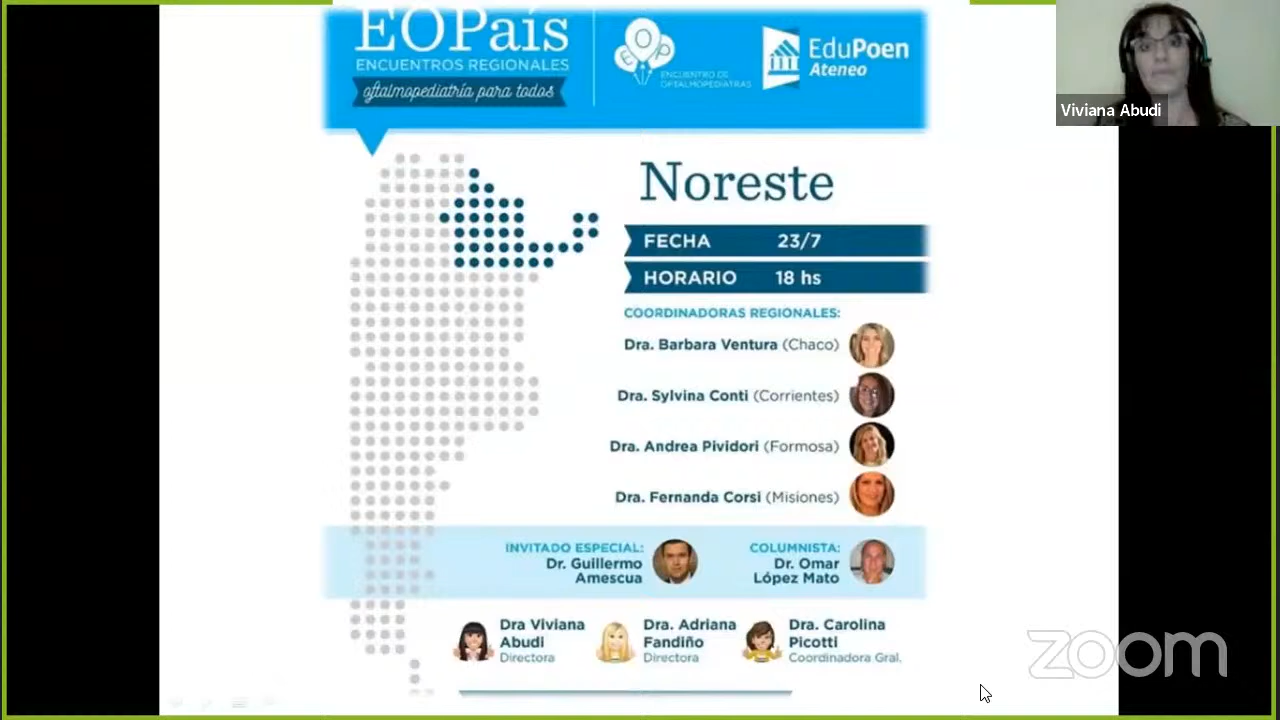 EOPaís
ENCUENTROS REGIONALES
oftalmopediatría para todos
EOP
ENCUENTRO DE
OFTALMOPEDIATRAS
EduPoen
Ateneo
Viviana Abudi
Noreste
FECHA 23/7
HORARIO 18 hs
COORDINADORAS REGIONALES:
Dra. Barbara Ventura (Chaco)
Dra. Sylvina Conti (Corrientes)
Dra. Andrea Pividori (Formosa)
Dra. Fernanda Corsi (Misiones)
INVITADO ESPECIAL:
Dr. Guillermo
Amescua
COLUMNISTA:
Dr. Omar
López Mato
Dra Viviana
Abudi
Directora
Dra. Adriana
Fandiño
Directora
Dra. Carolina
Picotti
Coordinadora Gral.
zoom